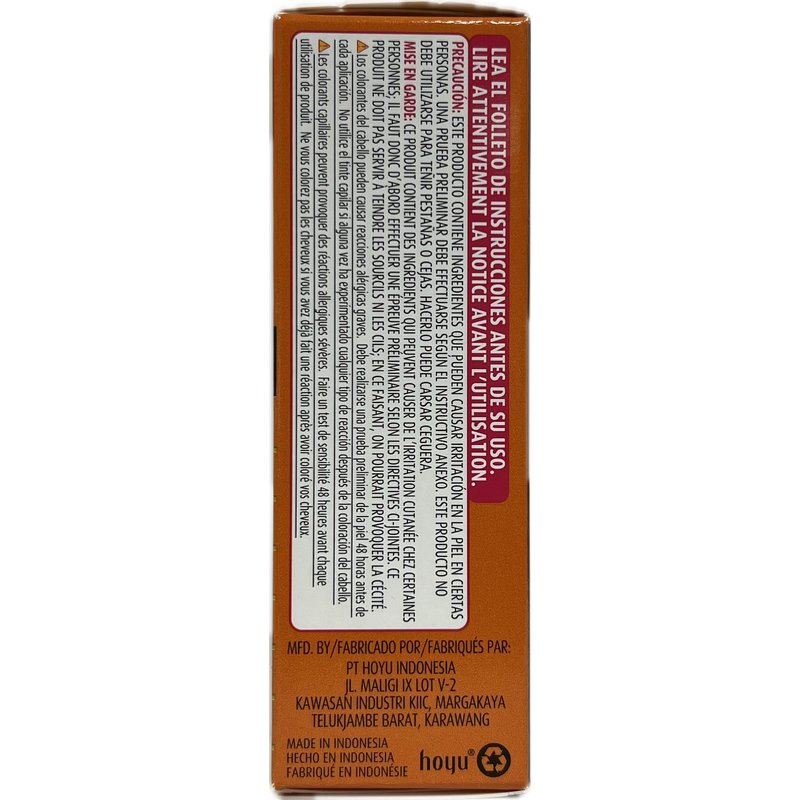 LEA EL FOLLETO DE INSTRUCCIONES ANTES DE SU USO.
LIRE ATTENTIVEMENT LA NOTICE AVANT L'UTILISATION.
PRECAUCIÓN: ESTE PRODUCTO CONTIENE INGREDIENTES QUE PUEDEN CAUSAR IRRITACIÓN EN LA PIEL EN CIERTAS
PERSONAS. UNA PRUEBA PRELIMINAR DEBE EFECTUARSE SEGÚN EL INSTRUCTIVO ANEXO. ESTE PRODUCTO NO
DEBE UTILIZARSE PARA TENIR PESTAÑAS O CEJAS. HACERLO PUEDE CARSAR CEGUERA.
MISE EN GARDE: CE PRODUIT CONTIENT DES INGREDIENTS QUI PEUVENT CAUSER DE L'IRRITATION CUTANÉE CHEZ CERTAINES
PERSONNES; IL FAUT DONC D'ABORD EFFECTUER UNE ÉPREUVE PRÉLIMINAIRE SELON LES DIRECTIVES CI-JOINTES. CE
PRODUIT NE DOIT PAS SERVIR À TEINDRE LES SOURCILS NI LES CILS; EN CE FAISANT, ON POURRAIT PROVOQUER LA CÉCITÉ.
Los colorantes del cabello pueden causar reacciones alérgicas graves. Debe realizarse una prueba preliminar de la piel 48 horas antes de
cada aplicación. No utilice el tinte capilar si alguna vez ha experimentado cualquier tipo de reacción después de la coloración del cabello.
Les colorants capillaires peuvent provoquer des réactions allergiques sévères. Faire un test de sensibilité 48 heures avant chaque
utilisation de produit. Ne vous colorez pas les cheveux si vous avez déjà fait une réaction après avoir coloré vos cheveux.
MFD. BY/FABRICADO POR/FABRIQUÉS PAR:
PT HOYU INDONESIA
JL. MALIGI IX LOT V-2
KAWASAN INDUSTRI KIIC, MARGAKAYA
TELUKJAMBE BARAT, KARAWANG
MADE IN INDONESIA
HECHO EN INDONESIA
FABRIQUÉ EN INDONÉSIE
hoyu®